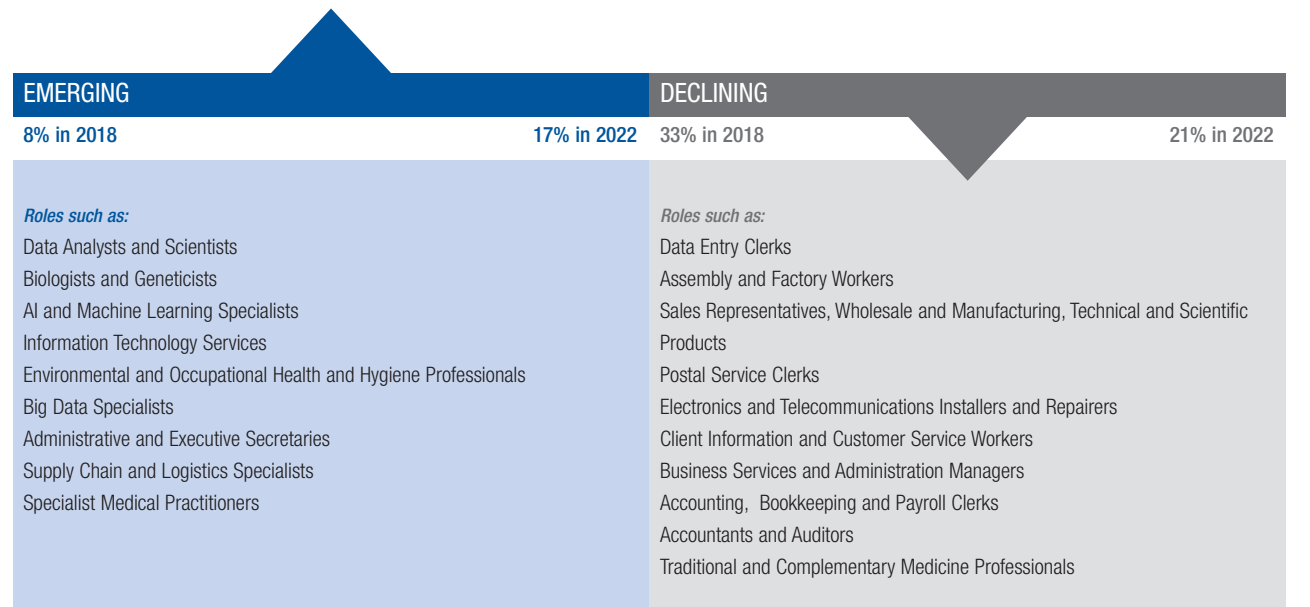 EMERGING
8% in 2018
17% in 2022
Roles such as:
Data Analysts and Scientists
Biologists and Geneticists
AI and Machine Learning Specialists
Information Technology Services
Environmental and Occupational Health and Hygiene Professionals
Big Data Specialists
Administrative and Executive Secretaries
Supply Chain and Logistics Specialists
Specialist Medical Practitioners
DECLINING
33% in 2018
21% in 2022
Roles such as:
Data Entry Clerks
Assembly and Factory Workers
Sales Representatives, Wholesale and Manufacturing, Technical and Scientific
Products
Postal Service Clerks
Electronics and Telecommunications Installers and Repairers
Client Information and Customer Service Workers
Business Services and Administration Managers
Accounting,  Bookkeeping and Payroll Clerks
Accountants and Auditors
Traditional and Complementary Medicine Professionals